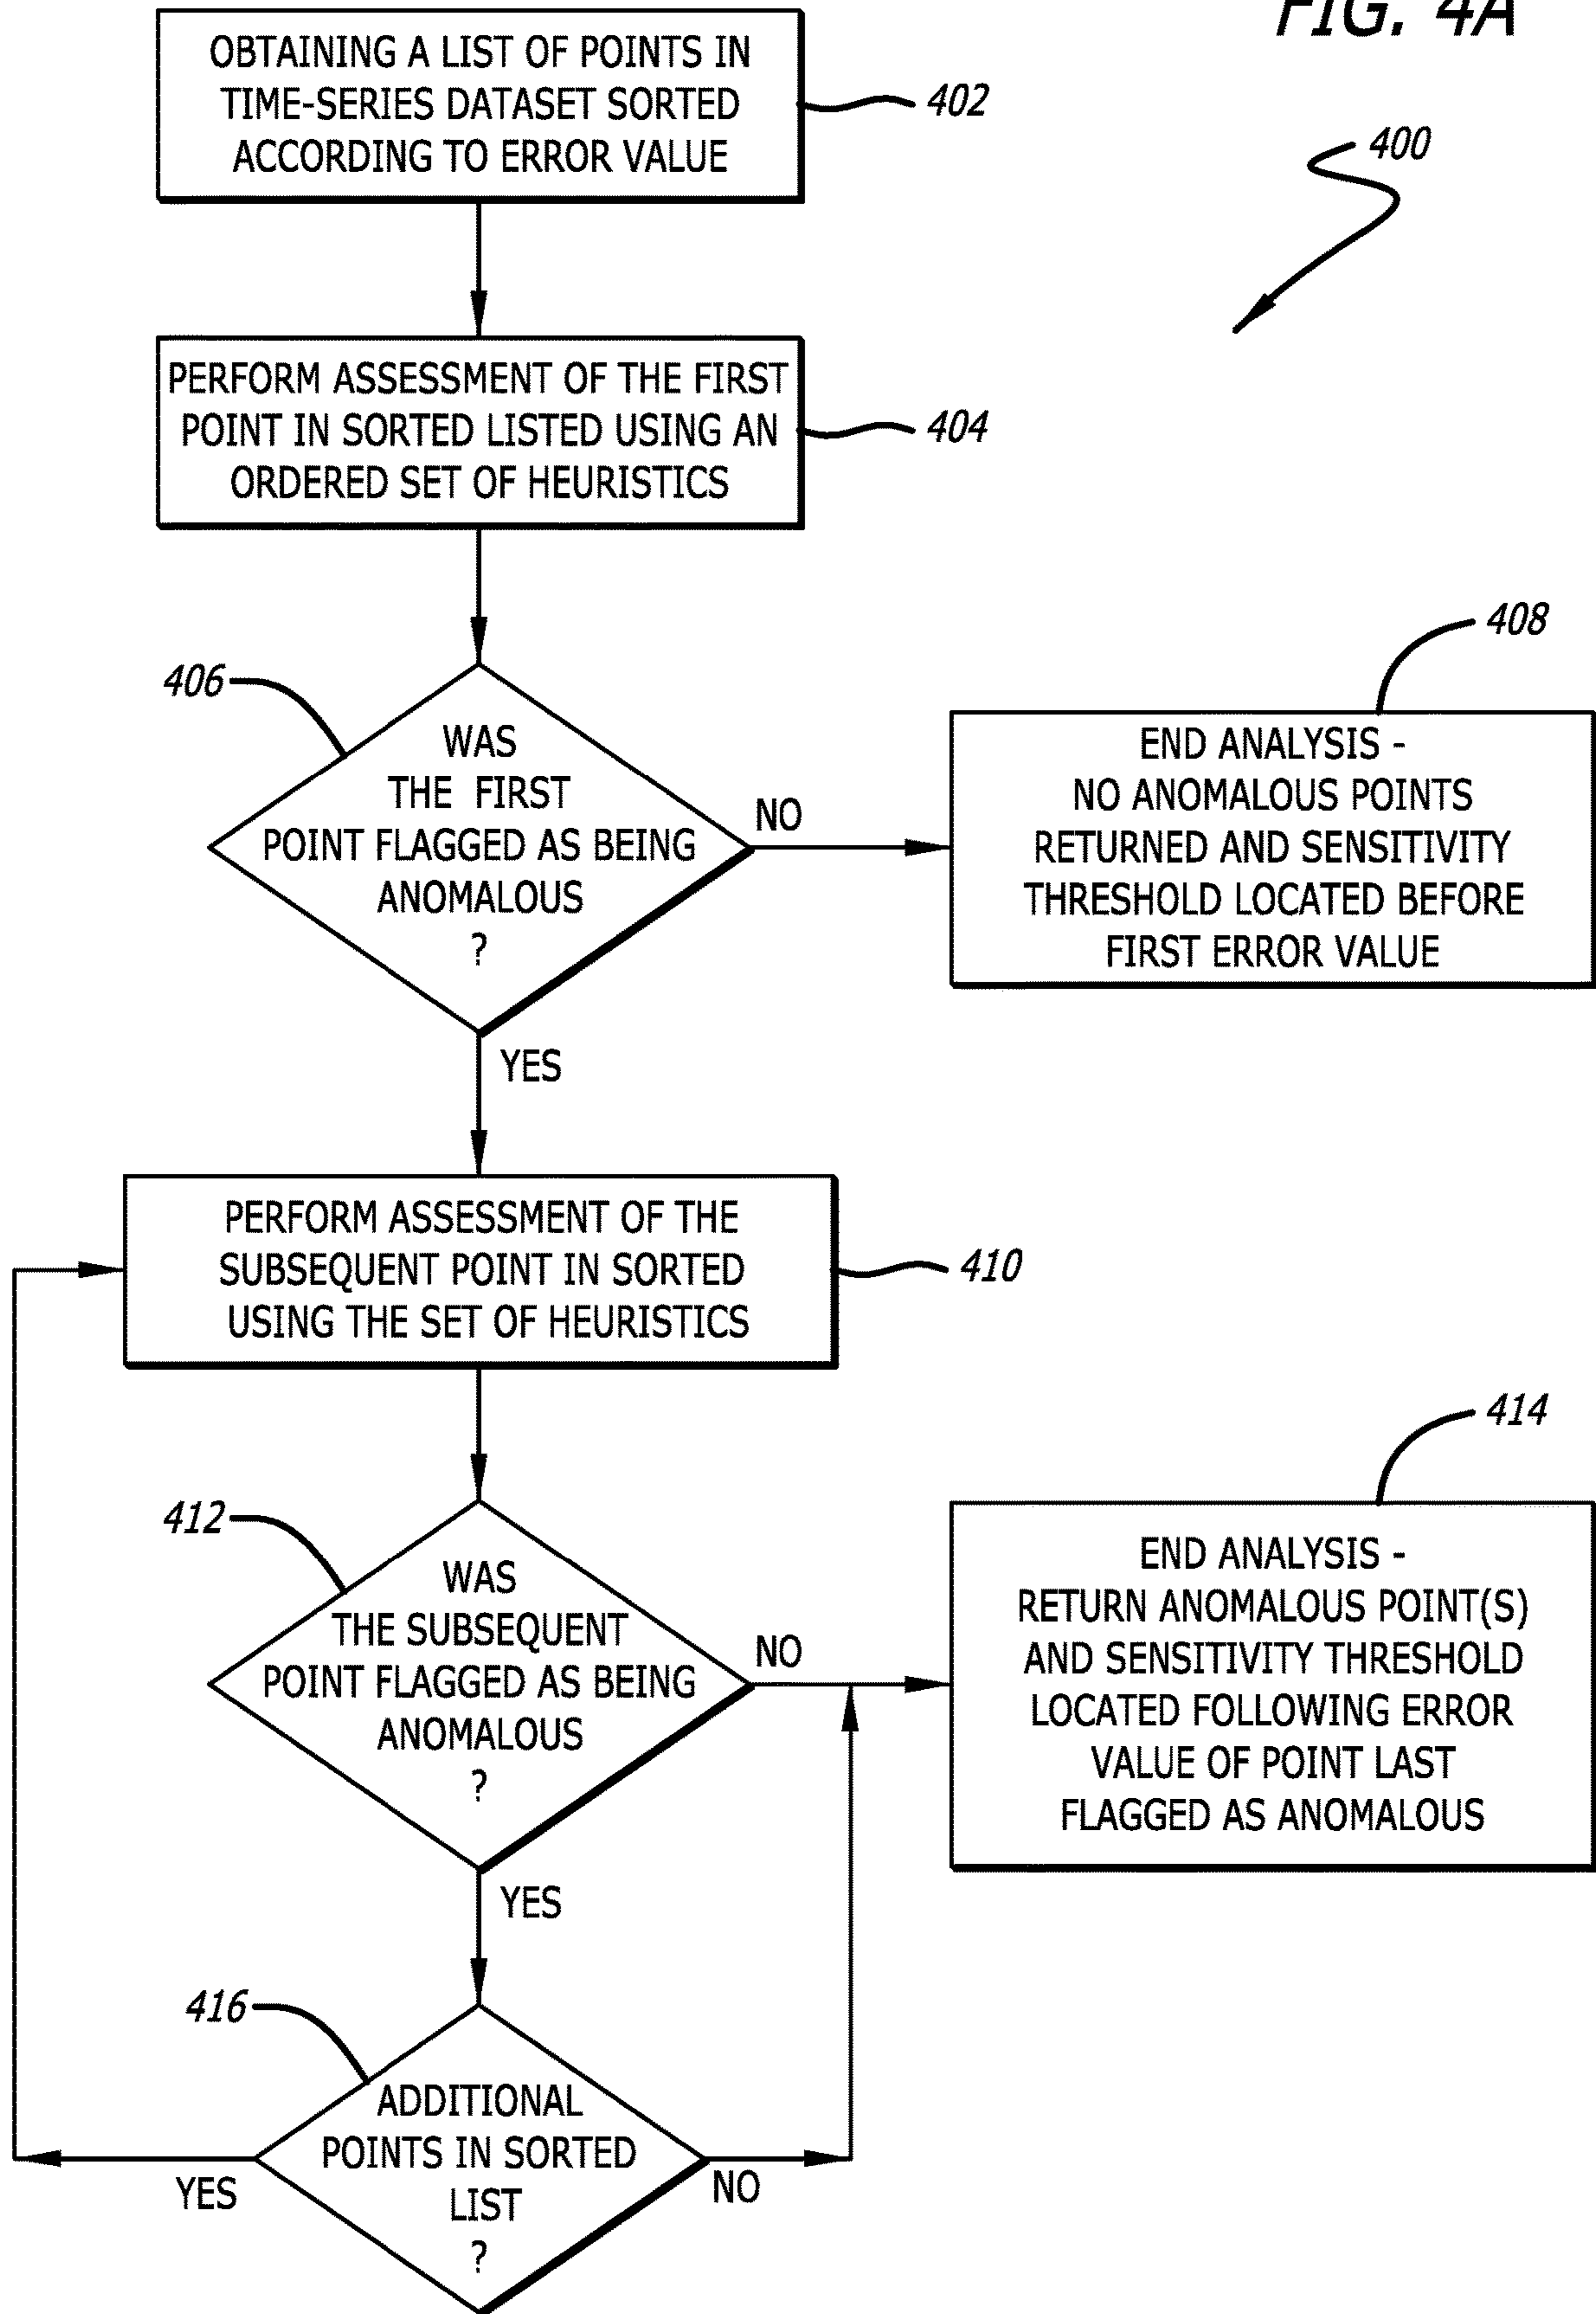 FIG. 4A
OBTAINING A LIST OF POINTS IN
TIME-SERIES DATASET SORTED
ACCORDING TO ERROR VALUE
402
400
PERFORM ASSESSMENT OF THE FIRST
POINT IN SORTED LISTED USING AN
ORDERED SET OF HEURISTICS
404
406
WAS
THE FIRST
POINT FLAGGED AS BEING
ANOMALOUS
?
NO
408
END ANALYSIS -
NO ANOMALOUS POINTS
RETURNED AND SENSITIVITY
THRESHOLD LOCATED BEFORE
FIRST ERROR VALUE
YES
PERFORM ASSESSMENT OF THE
SUBSEQUENT POINT IN SORTED
USING THE SET OF HEURISTICS
410
412
WAS
THE SUBSEQUENT
POINT FLAGGED AS BEING
ANOMALOUS
?
NO
414
END ANALYSIS -
RETURN ANOMALOUS POINT(S)
AND SENSITIVITY THRESHOLD
LOCATED FOLLOWING ERROR
VALUE OF POINT LAST
FLAGGED AS ANOMALOUS
YES
416
ADDITIONAL
POINTS IN SORTED
LIST
?
YES
NO